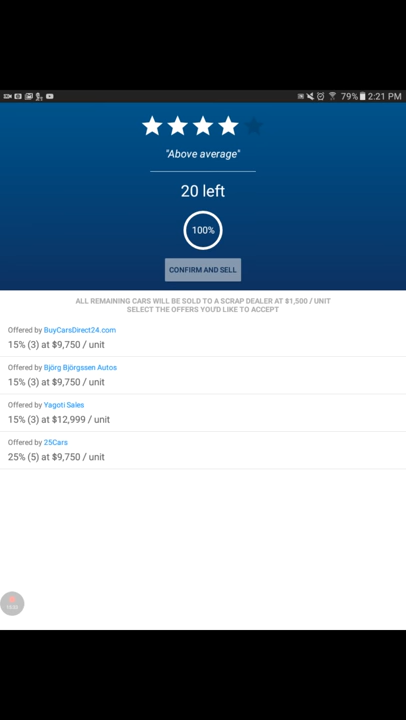 79% 2:21 PM
"Above average"
20 left
100%
CONFIRM AND SELL
ALL REMAINING CARS WILL BE SOLD TO A SCRAP DEALER AT $1,500 / UNIT
SELECT THE OFFERS YOU'D LIKE TO ACCEPT
Offered by BuyCarsDirect24.com
15% (3) at $9,750 / unit
Offered by Björg Björgssen Autos
15% (3) at $9,750 / unit
Offered by Yagoti Sales
15% (3) at $12,999 / unit
Offered by 25Cars
25% (5) at $9,750 / unit